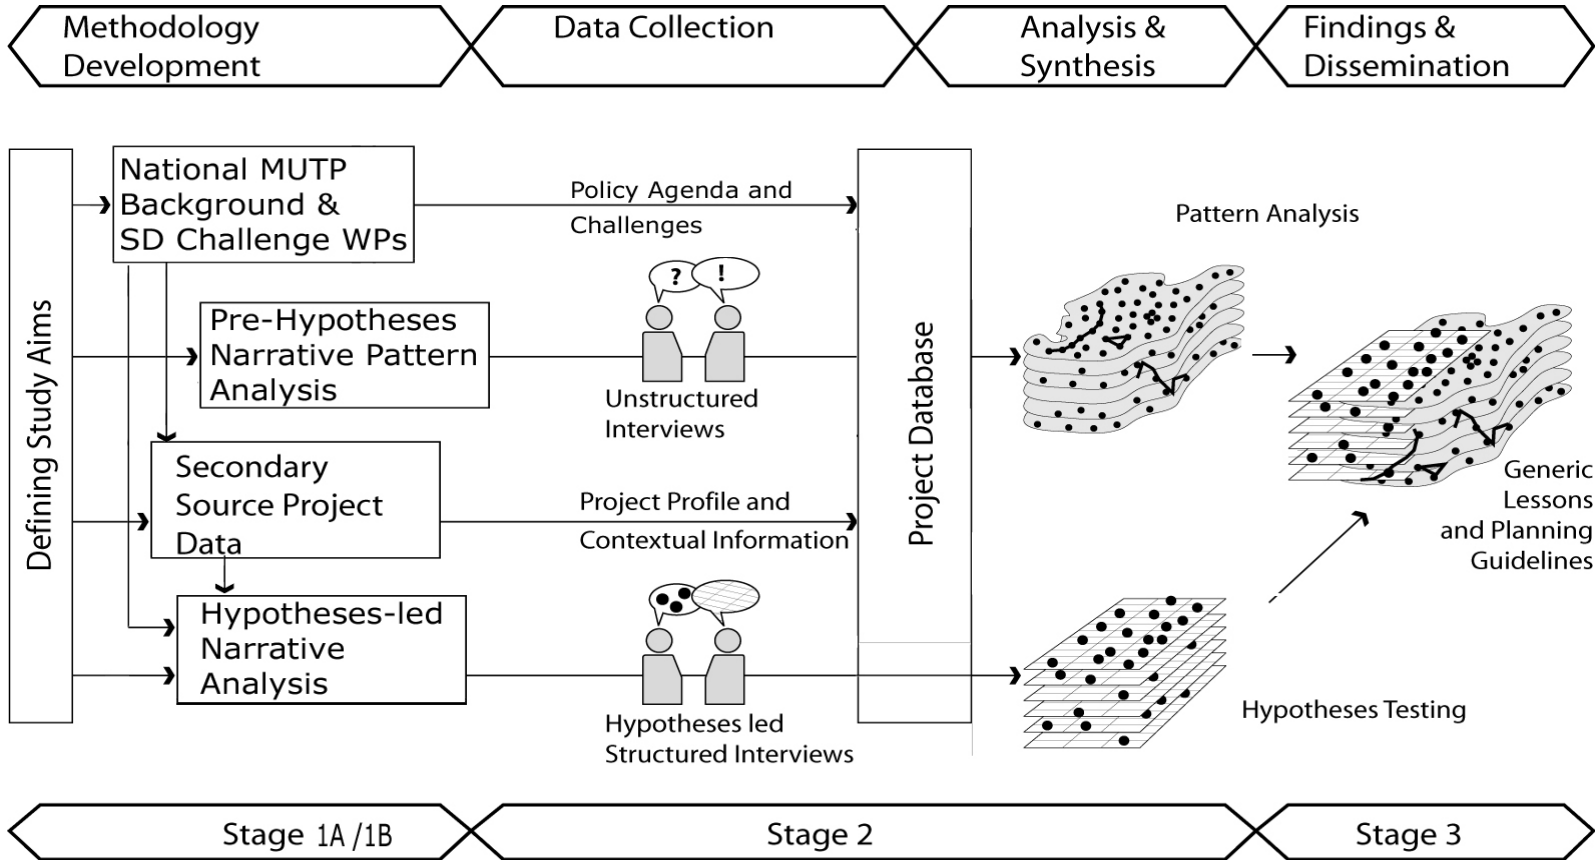 Methodology
Development
Data Collection
Analysis &
Synthesis
Findings &
Dissemination
Defining Study Aims
National MUTP
Background &
SD Challenge WPs
Policy Agenda and
Challenges
Pre-Hypotheses
Narrative Pattern
Analysis
? !
Unstructured
Interviews
Secondary
Source Project
Data
Project Profile and
Contextual Information
Hypotheses-led
Narrative
Analysis
Hypotheses led
Structured Interviews
Project Database
Pattern Analysis
Hypotheses Testing
Generic
Lessons
and Planning
Guidelines
Stage 1A /1B
Stage 2
Stage 3